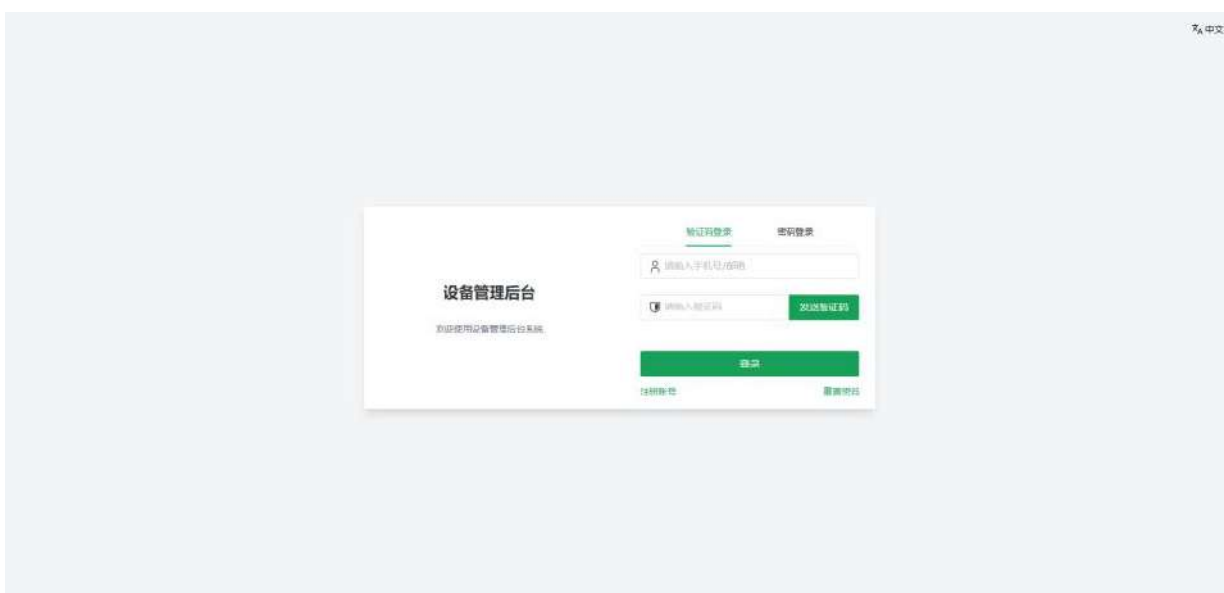 中文
验证码登录
密码登录
请输入手机号/邮箱
设备管理后台
请输入验证码
发送验证码
欢迎使用设备管理后台系统
登录
注册账号
重置密码